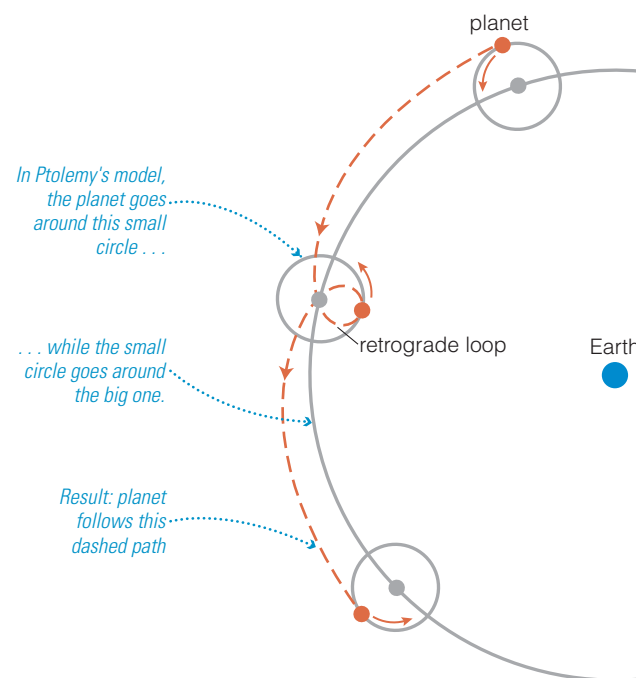 planet
In Ptolemy's model,
the planet goes
around this small
circle . . .
retrograde loop
Earth
. . . while the small
circle goes around
the big one.
Result: planet
follows this
dashed path